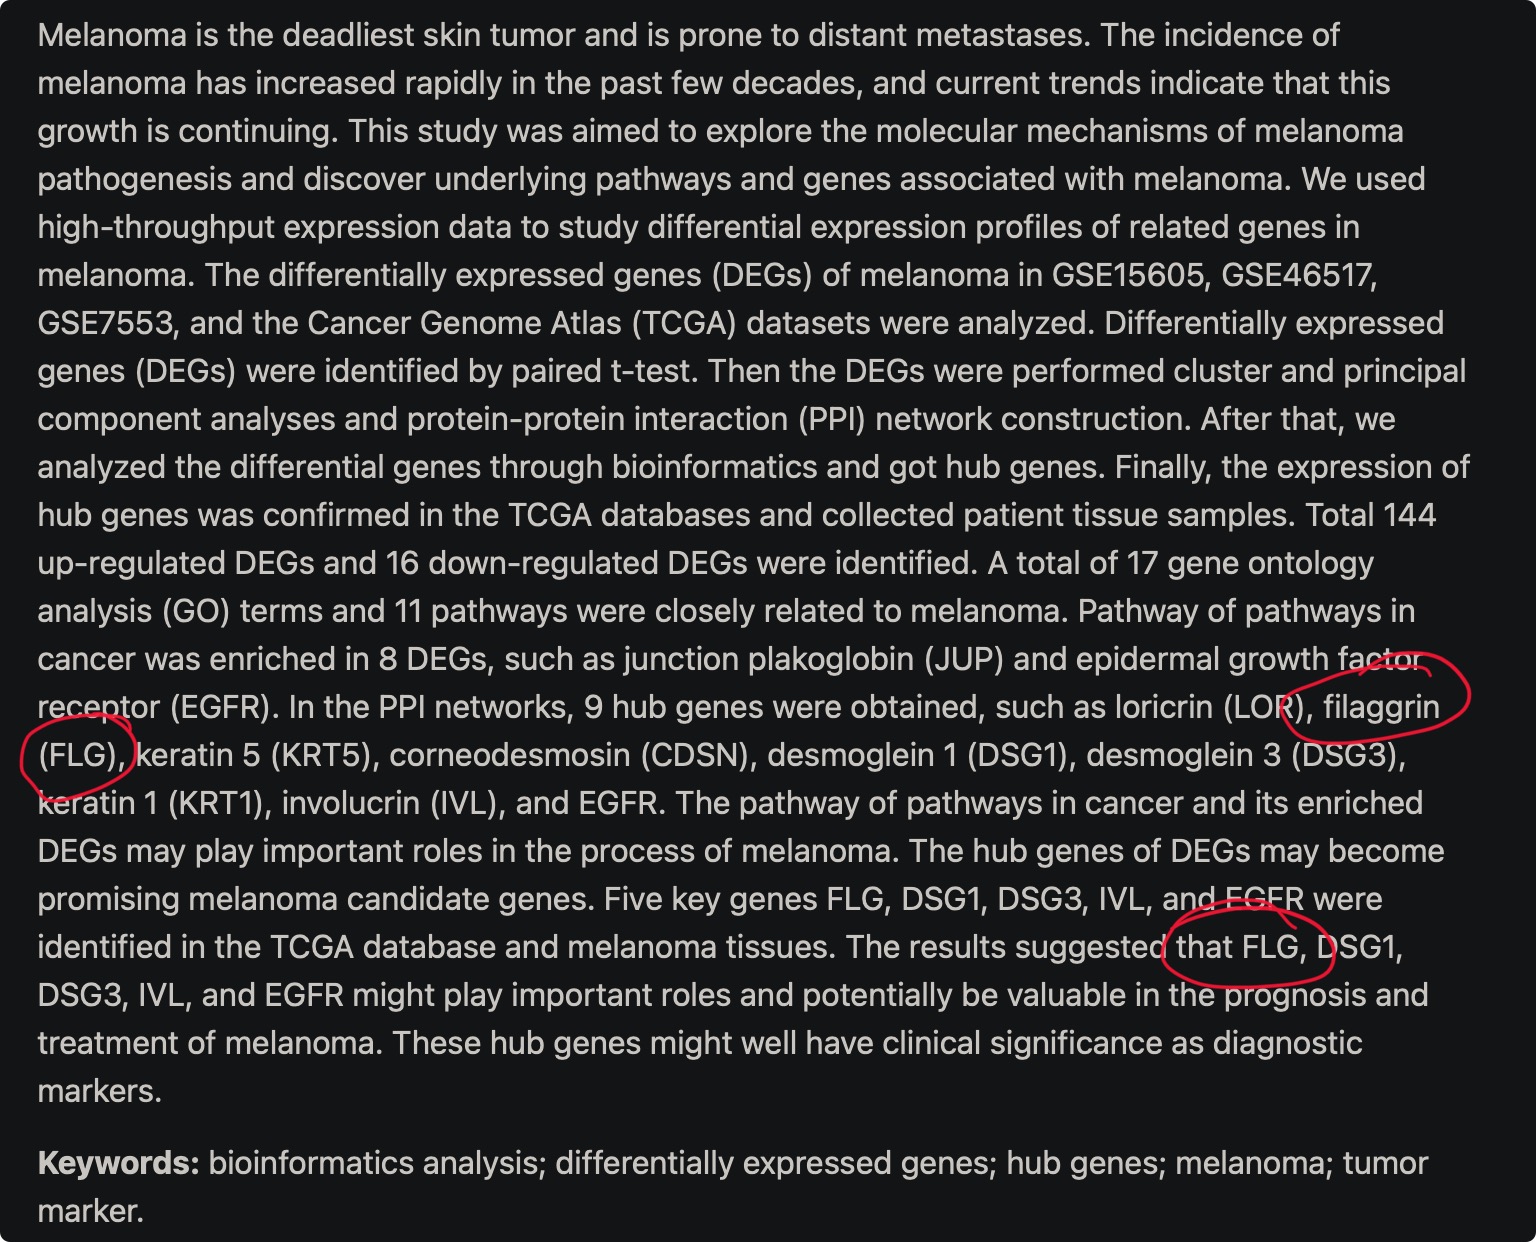 Melanoma is the deadliest skin tumor and is prone to distant metastases. The incidence of
melanoma has increased rapidly in the past few decades, and current trends indicate that this
growth is continuing. This study was aimed to explore the molecular mechanisms of melanoma
pathogenesis and discover underlying pathways and genes associated with melanoma. We used
high-throughput expression data to study differential expression profiles of related genes in
melanoma. The differentially expressed genes (DEGs) of melanoma in GSE15605, GSE46517,
GSE7553, and the Cancer Genome Atlas (TCGA) datasets were analyzed. Differentially expressed
genes (DEGs) were identified by paired t-test. Then the DEGs were performed cluster and principal
component analyses and protein-protein interaction (PPI) network construction. After that, we
analyzed the differential genes through bioinformatics and got hub genes. Finally, the expression of
hub genes was confirmed in the TCGA databases and collected patient tissue samples. Total 144
up-regulated DEGs and 16 down-regulated DEGs were identified. A total of 17 gene ontology
analysis (GO) terms and 11 pathways were closely related to melanoma. Pathway of pathways in
cancer was enriched in 8 DEGs, such as junction plakoglobin (JUP) and epidermal growth factor
receptor (EGFR). In the PPI networks, 9 hub genes were obtained, such as loricrin (LOR), filaggrin
(FLG), keratin 5 (KRT5), corneodesmosin (CDSN), desmoglein 1 (DSG1), desmoglein 3 (DSG3),
keratin 1 (KRT1), involucrin (IVL), and EGFR. The pathway of pathways in cancer and its enriched
DEGs may play important roles in the process of melanoma. The hub genes of DEGs may become
promising melanoma candidate genes. Five key genes FLG, DSG1, DSG3, IVL, and EGFR were
identified in the TCGA database and melanoma tissues. The results suggested that FLG, DSG1,
DSG3, IVL, and EGFR might play important roles and potentially be valuable in the prognosis and
treatment of melanoma. These hub genes might well have clinical significance as diagnostic
markers.
Keywords: bioinformatics analysis; differentially expressed genes; hub genes; melanoma; tumor
marker.